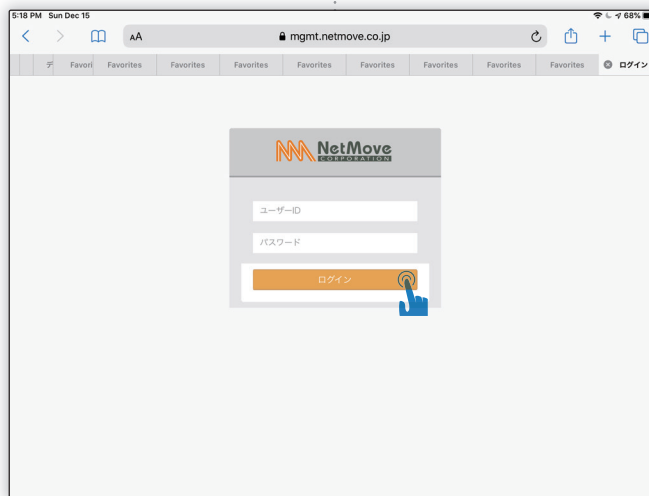 5:18 PM Sun Dec 15
68%
AA
mgmt.netmove.co.jp
デ
Favori
Favorites
Favorites
Favorites
Favorites
Favorites
Favorites
Favorites
Favorites
ログイン
NetMove
CORPORATION
ユーザーID
パスワード
ログイン